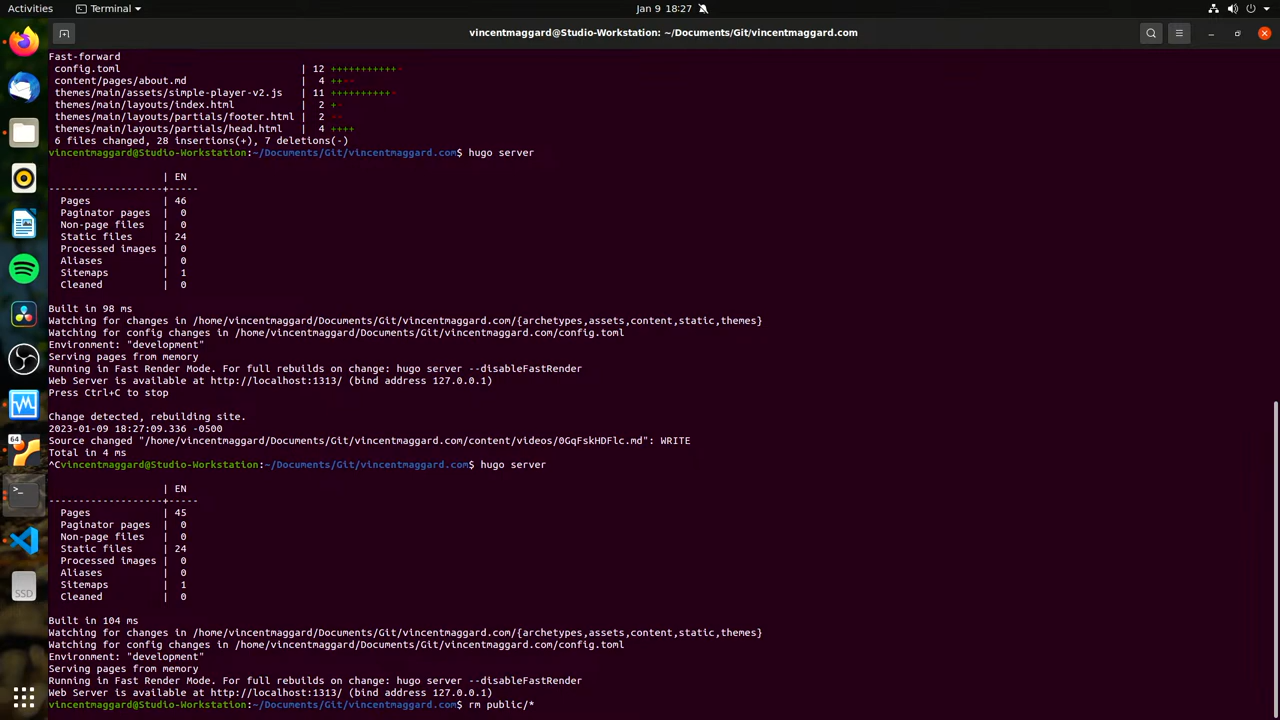 Activities
Terminal
Jan 9 18:27
vincentmaggard@Studio-Workstation: ~/Documents/Git/vincentmaggard.com
Fast-forward
config.toml | 12 +++++++++++-
content/pages/about.md | 4 ++--
themes/main/assets/simple-player-v2.js | 11 ++++++++++-
themes/main/layouts/index.html | 2 +-
themes/main/layouts/partials/footer.html | 2 --
themes/main/layouts/partials/head.html | 4 ++++
6 files changed, 28 insertions(+), 7 deletions(-)
vincentmaggard@Studio-Workstation:~/Documents/Git/vincentmaggard.com$ hugo server
| EN
-------------------+-----
Pages | 46
Paginator pages | 0
Non-page files | 0
Static files | 24
Processed images | 0
Aliases | 0
Sitemaps | 1
Cleaned | 0
Built in 98 ms
Watching for changes in /home/vincentmaggard/Documents/Git/vincentmaggard.com/{archetypes,assets,content,static,themes}
Watching for config changes in /home/vincentmaggard/Documents/Git/vincentmaggard.com/config.toml
Environment: "development"
Serving pages from memory
Running in Fast Render Mode. For full rebuilds on change: hugo server --disableFastRender
Web Server is available at http://localhost:1313/ (bind address 127.0.0.1)
Press Ctrl+C to stop
Change detected, rebuilding site.
2023-01-09 18:27:09.336 -0500
Source changed "/home/vincentmaggard/Documents/Git/vincentmaggard.com/content/videos/0GqFskHDFlc.md": WRITE
Total in 4 ms
^Cvincentmaggard@Studio-Workstation:~/Documents/Git/vincentmaggard.com$ hugo server
| EN
-------------------+-----
Pages | 45
Paginator pages | 0
Non-page files | 0
Static files | 24
Processed images | 0
Aliases | 0
Sitemaps | 1
Cleaned | 0
Built in 104 ms
Watching for changes in /home/vincentmaggard/Documents/Git/vincentmaggard.com/{archetypes,assets,content,static,themes}
Watching for config changes in /home/vincentmaggard/Documents/Git/vincentmaggard.com/config.toml
Environment: "development"
Serving pages from memory
Running in Fast Render Mode. For full rebuilds on change: hugo server --disableFastRender
Web Server is available at http://localhost:1313/ (bind address 127.0.0.1)
vincentmaggard@Studio-Workstation:~/Documents/Git/vincentmaggard.com$ rm public/*
64
>_
SSD